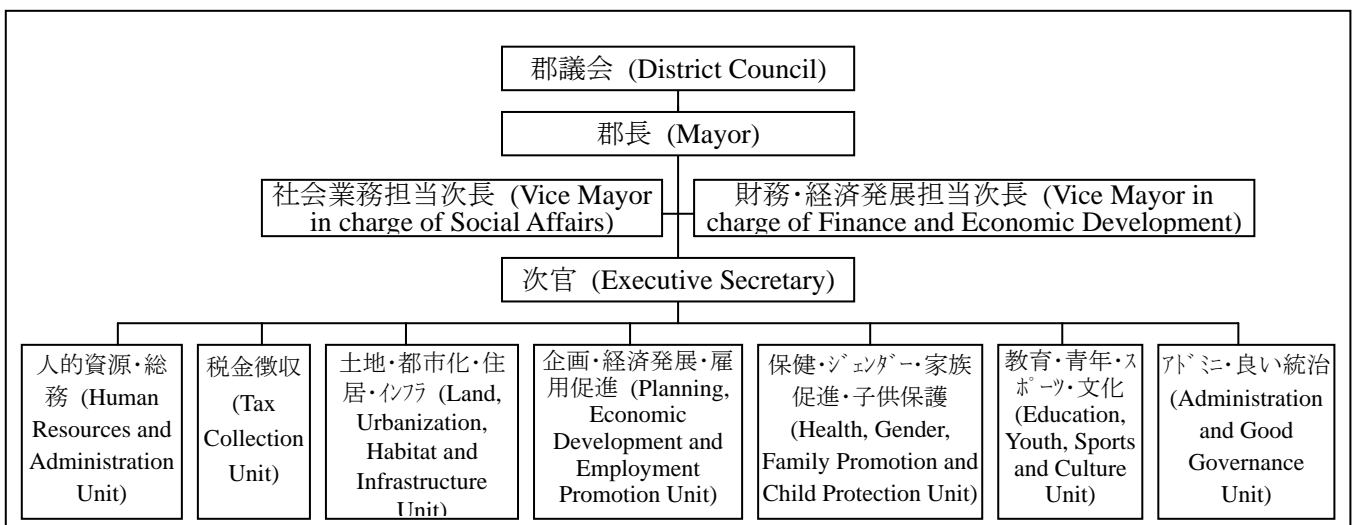 郡議会 (District Council)
郡長 (Mayor)
社会業務担当次長 (Vice Mayor
in charge of Social Affairs)
財務・経済発展担当次長 (Vice Mayor in
charge of Finance and Economic Development)
次官 (Executive Secretary)
人的資源・総
務 (Human
Resources and
Administration
Unit)
税金徴収
(Tax
Collection
Unit)
土地・都市化・住
居・ｲﾝﾌﾗ (Land,
Urbanization,
Habitat and
Infrastructure
Unit)
企画・経済発展・雇
用促進 (Planning,
Economic
Development and
Employment
Promotion Unit)
保健・ｼﾞｪﾝﾀﾞｰ・家族
促進・子供保護
(Health, Gender,
Family Promotion and
Child Protection Unit)
教育・青年・ｽ
ﾎﾟｰﾂ・文化
(Education,
Youth, Sports
and Culture
Unit)
ｱﾄﾞﾐﾆ・良い統治
(Administration
and Good
Governance
Unit)